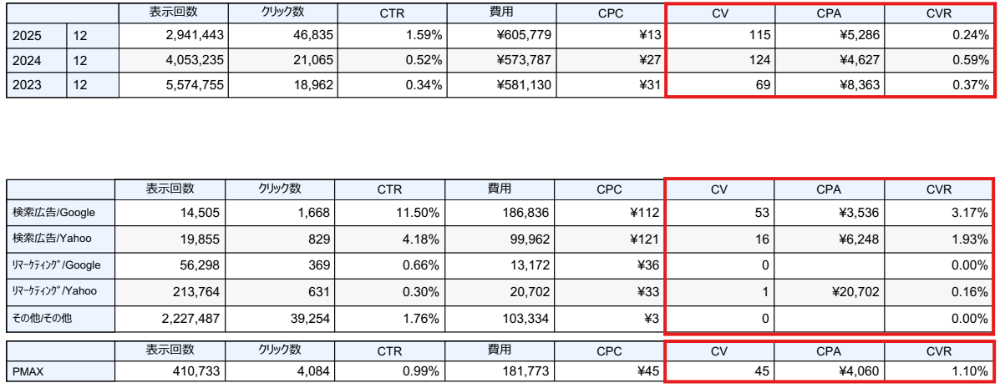 表示回数 クリック数 CTR 費用 CPC CV CPA CVR
2025 12 2,941,443 46,835 1.59% ¥605,779 ¥13 115 ¥5,286 0.24%
2024 12 4,053,235 21,065 0.52% ¥573,787 ¥27 124 ¥4,627 0.59%
2023 12 5,574,755 18,962 0.34% ¥581,130 ¥31 69 ¥8,363 0.37%
表示回数 クリック数 CTR 費用 CPC CV CPA CVR
検索広告/Google 14,505 1,668 11.50% 186,836 ¥112 53 ¥3,536 3.17%
検索広告/Yahoo 19,855 829 4.18% 99,962 ¥121 16 ¥6,248 1.93%
ﾘﾏｰｹﾃｨﾝｸﾞ/Google 56,298 369 0.66% 13,172 ¥36 0 0.00%
ﾘﾏｰｹﾃｨﾝｸﾞ/Yahoo 213,764 631 0.30% 20,702 ¥33 1 ¥20,702 0.16%
その他/その他 2,227,487 39,254 1.76% 103,334 ¥3 0 0.00%
表示回数 クリック数 CTR 費用 CPC CV CPA CVR
PMAX 410,733 4,084 0.99% 181,773 ¥45 45 ¥4,060 1.10%